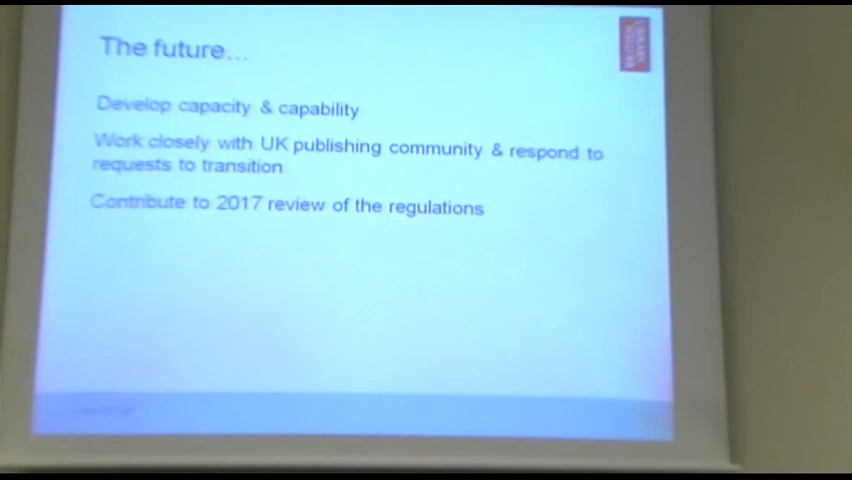 The future...
Develop capacity & capability
Work closely with UK publishing community & respond to
requests to transition
Contribute to 2017 review of the regulations